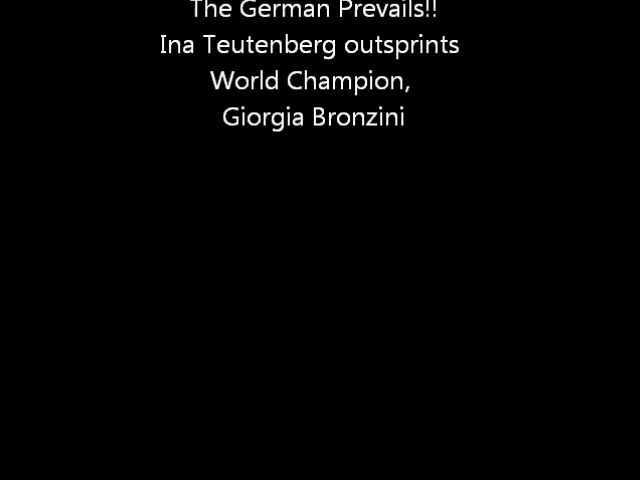 The German Prevails!!
Ina Teutenberg outsprints
World Champion,
Giorgia Bronzini